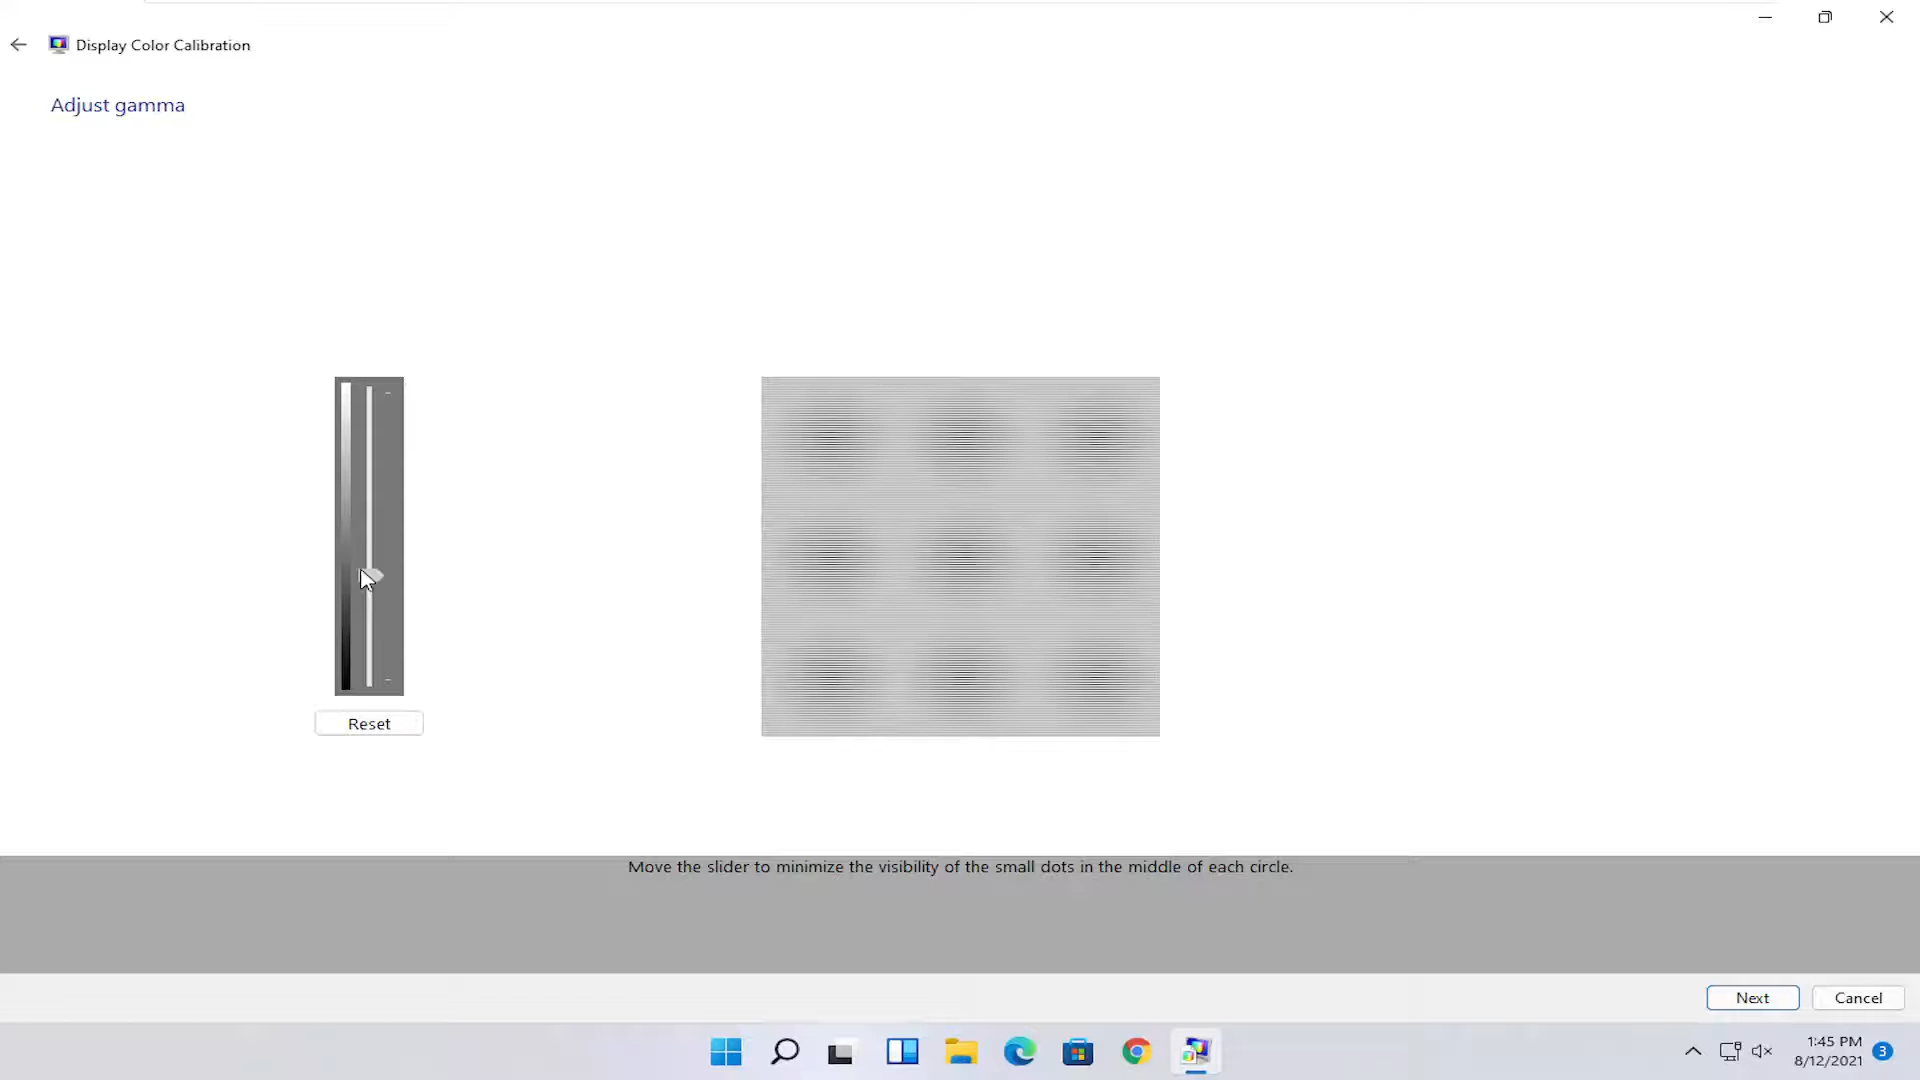 Display Color Calibration
Adjust gamma
Reset
Move the slider to minimize the visibility of the small dots in the middle of each circle.
Next
Cancel
1:45 PM
8/12/2021
3